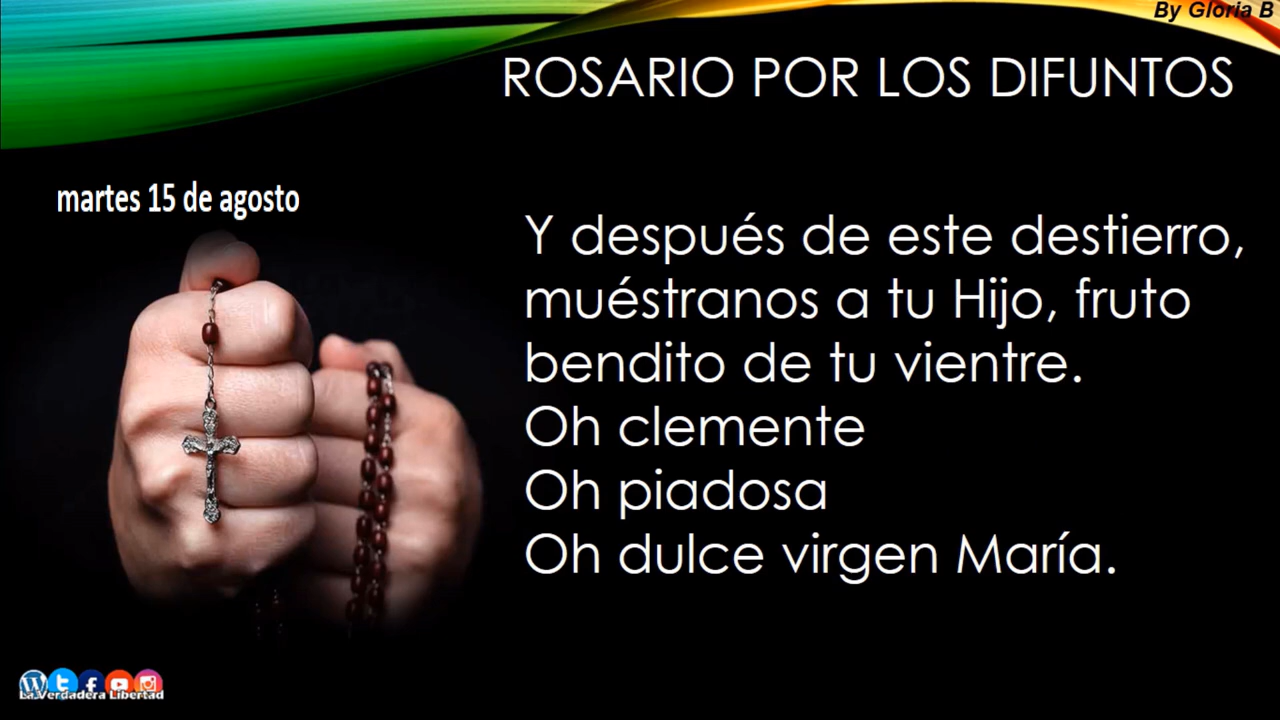 By Gloria B
ROSARIO POR LOS DIFUNTOS
martes 15 de agosto
Y después de este destierro,
muéstranos a tu Hijo, fruto
bendito de tu vientre.
Oh clemente
Oh piadosa
Oh dulce virgen María.
La Verdadera Libertad